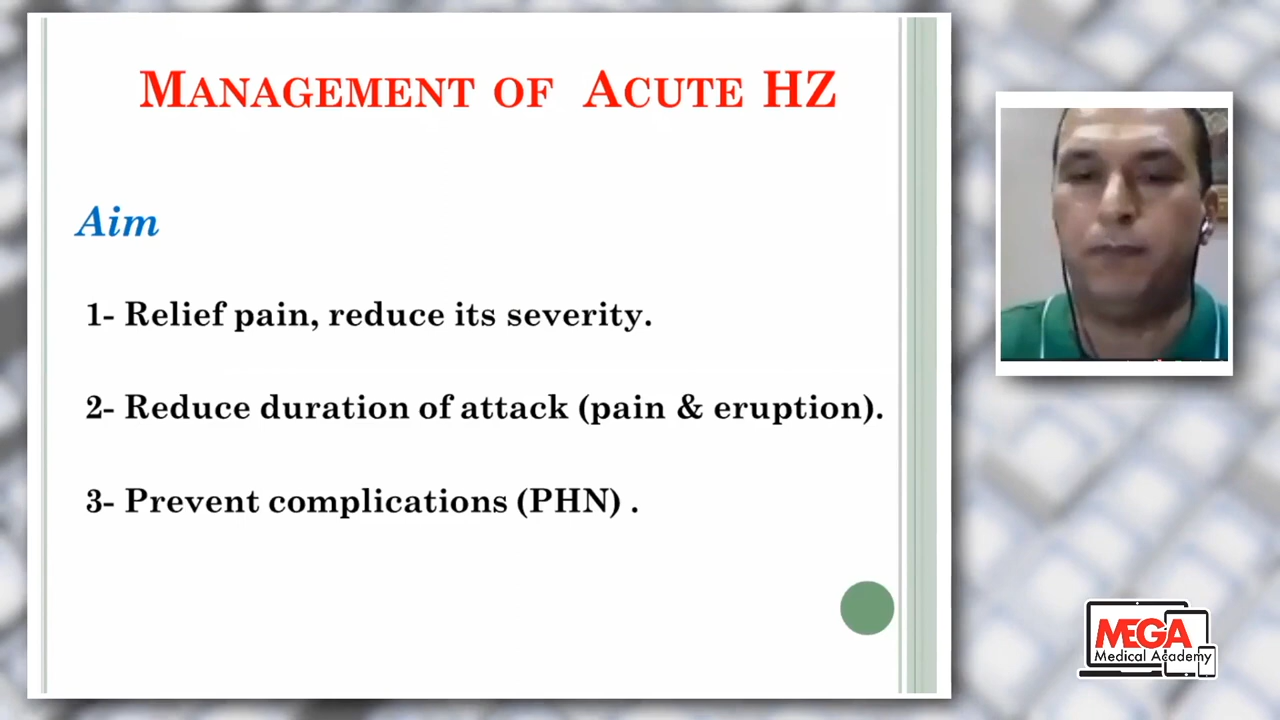 MANAGEMENT OF ACUTE HZ
Aim
1- Relief pain, reduce its severity.
2- Reduce duration of attack (pain & eruption).
3- Prevent complications (PHN) .
MEGA
Medical Academy